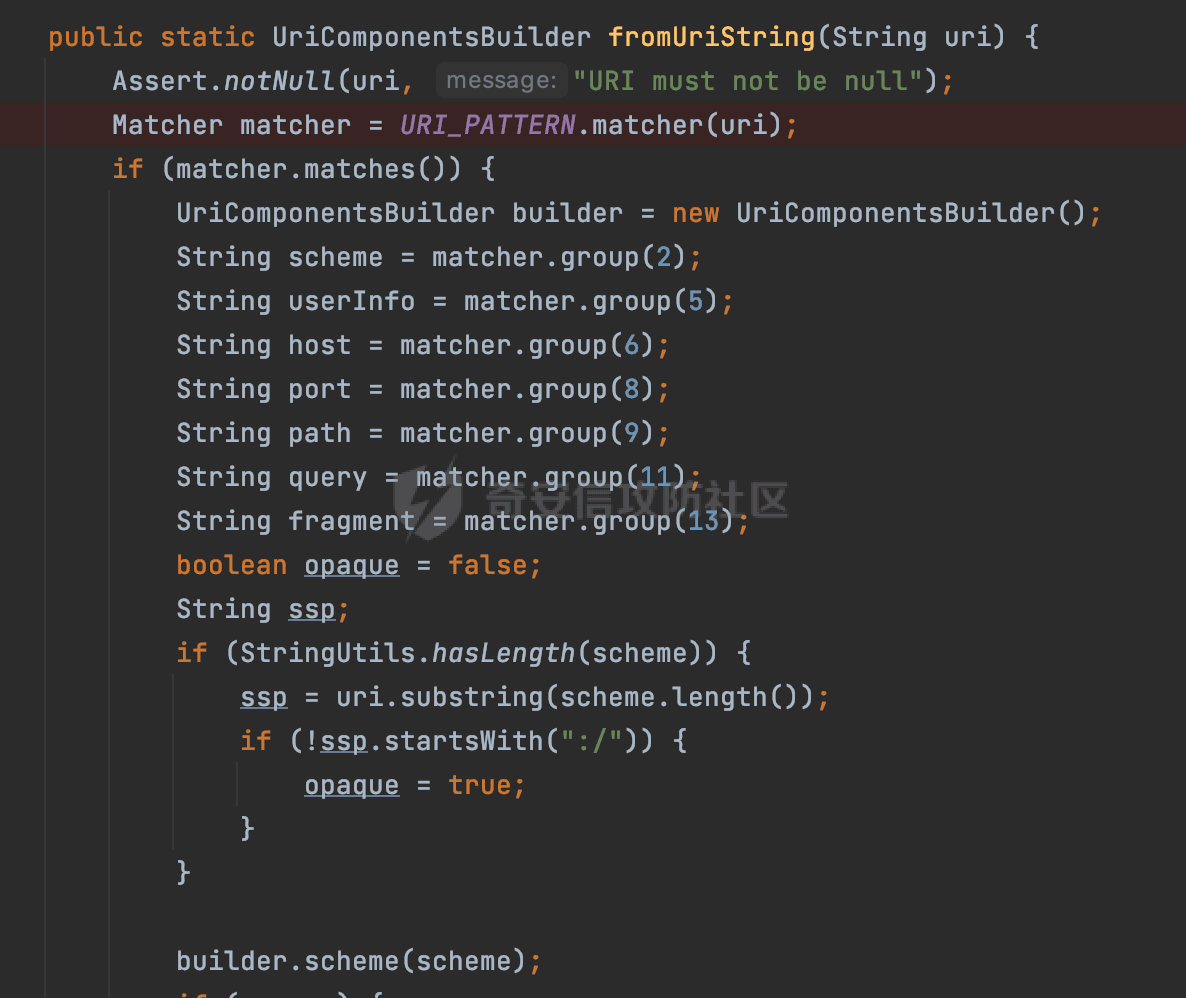 public static UriComponentsBuilder fromUriString(String uri) {
Assert.notNull(uri, message: "URI must not be null");
Matcher matcher = URI_PATTERN.matcher(uri);
if (matcher.matches()) {
UriComponentsBuilder builder = new UriComponentsBuilder();
String scheme = matcher.group(2);
String userInfo = matcher.group(5);
String host = matcher.group(6);
String port = matcher.group(8);
String path = matcher.group(9);
String query = matcher.group(11);
奇安信攻防社区
String fragment = matcher.group(13);
boolean opaque = false;
String ssp;
if (StringUtils.hasLength(scheme)) {
ssp = uri.substring(scheme.length());
if (!ssp.startsWith(":/")) {
opaque = true;
}
}
builder.scheme(scheme);